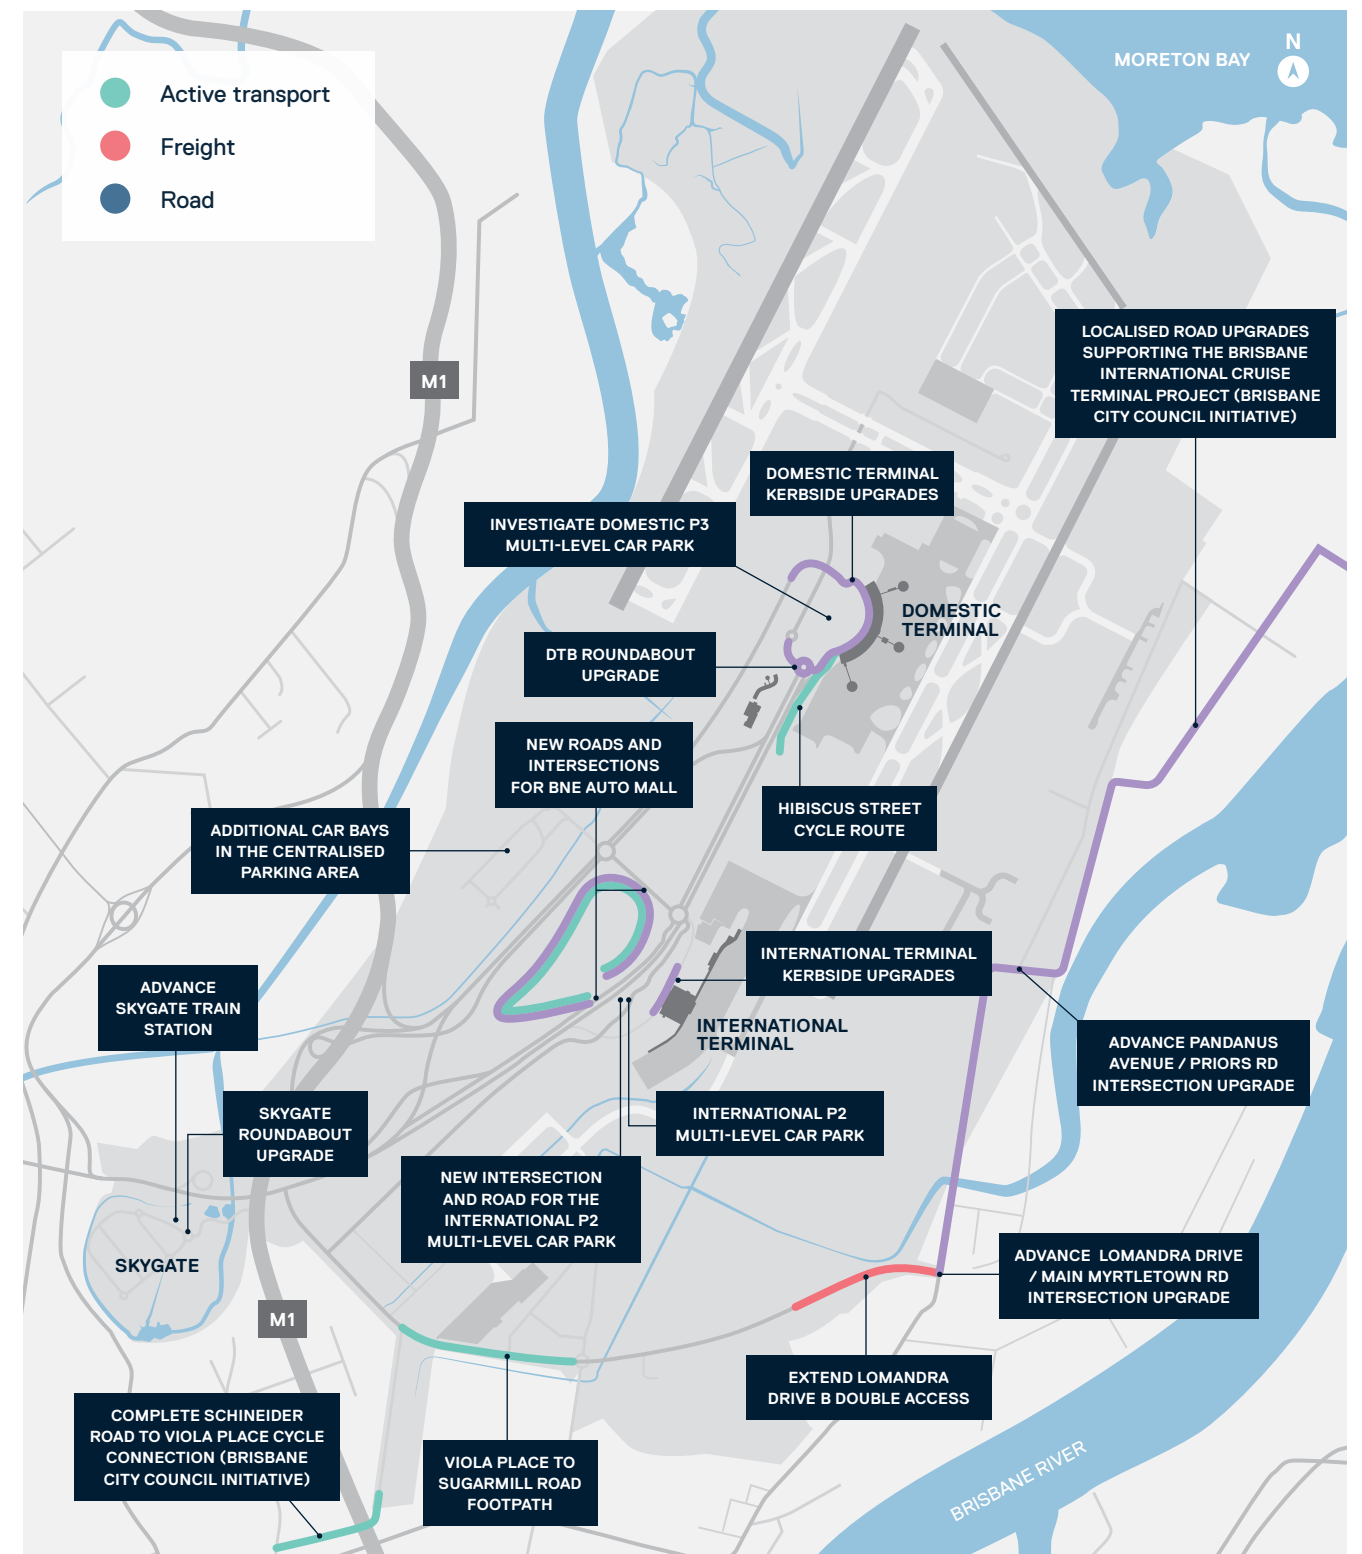 MORETON BAY
N
Active transport
Freight
Road
M1
LOCALISED ROAD UPGRADES
SUPPORTING THE BRISBANE
INTERNATIONAL CRUISE
TERMINAL PROJECT (BRISBANE
CITY COUNCIL INITIATIVE)
DOMESTIC TERMINAL
KERBSIDE UPGRADES
INVESTIGATE DOMESTIC P3
MULTI-LEVEL CAR PARK
DOMESTIC
TERMINAL
DTB ROUNDABOUT
UPGRADE
NEW ROADS AND
INTERSECTIONS
FOR BNE AUTO MALL
HIBISCUS STREET
CYCLE ROUTE
ADDITIONAL CAR BAYS
IN THE CENTRALISED
PARKING AREA
INTERNATIONAL TERMINAL
KERBSIDE UPGRADES
ADVANCE
SKYGATE TRAIN
STATION
INTERNATIONAL
TERMINAL
ADVANCE PANDANUS
AVENUE / PRIORS RD
INTERSECTION UPGRADE
SKYGATE
ROUNDABOUT
UPGRADE
INTERNATIONAL P2
MULTI-LEVEL CAR PARK
NEW INTERSECTION
AND ROAD FOR THE
INTERNATIONAL P2
MULTI-LEVEL CAR PARK
SKYGATE
ADVANCE LOMANDRA DRIVE
/ MAIN MYRTLETOWN RD
INTERSECTION UPGRADE
M1
EXTEND LOMANDRA
DRIVE B DOUBLE ACCESS
COMPLETE SCHINEIDER
ROAD TO VIOLA PLACE CYCLE
CONNECTION (BRISBANE
CITY COUNCIL INITIATIVE)
VIOLA PLACE TO
SUGARMILL ROAD
FOOTPATH
BRISBANE RIVER